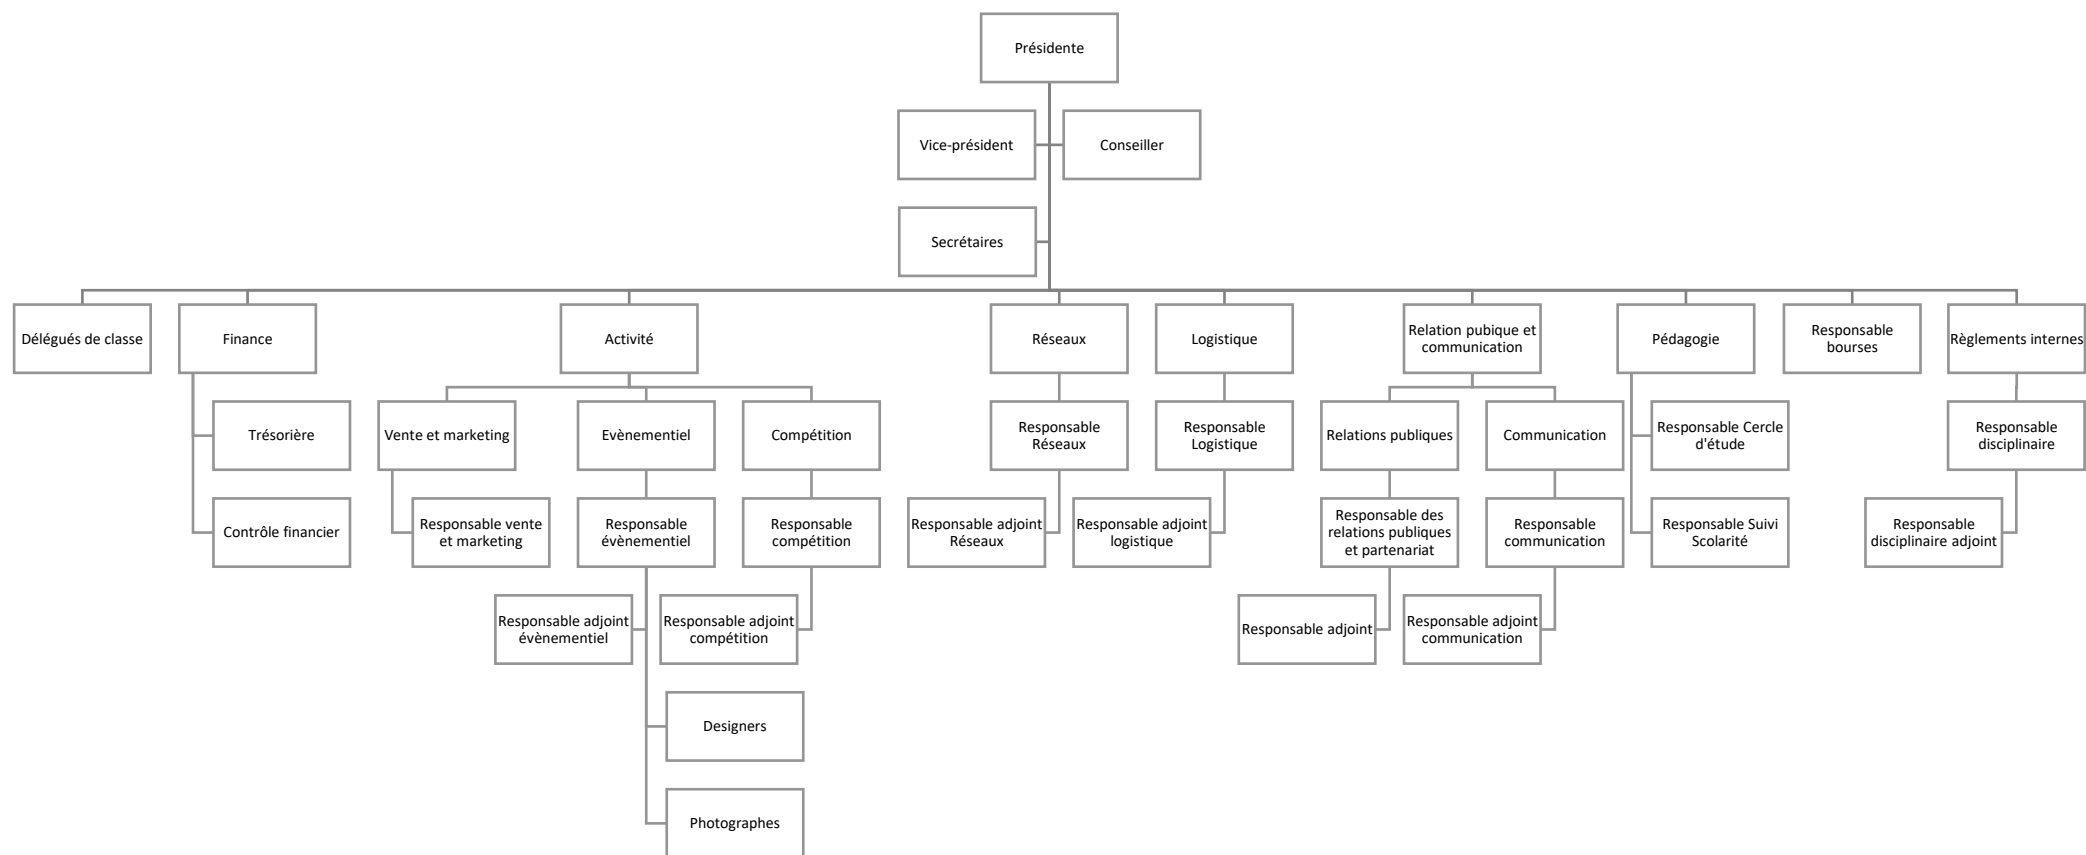 Présidente
Vice-président
Conseiller
Secrétaires
Délégués de classe
Finance
Activité
Réseaux
Logistique
Relation pubique et
communication
Pédagogie
Responsable
bourses
Règlements internes
Trésorière
Vente et marketing
Evènementiel
Compétition
Responsable
Réseaux
Responsable
Logistique
Relations publiques
Communication
Responsable Cercle
d'étude
Responsable
disciplinaire
Contrôle financier
Responsable vente
et marketing
Responsable
évènementiel
Responsable
compétition
Responsable adjoint
Réseaux
Responsable adjoint
logistique
Responsable des
relations publiques
et partenariat
Responsable
communication
Responsable Suivi
Scolarité
Responsable
disciplinaire adjoint
Responsable adjoint
évènementiel
Responsable adjoint
compétition
Responsable adjoint
Responsable adjoint
communication
Designers
Photographes